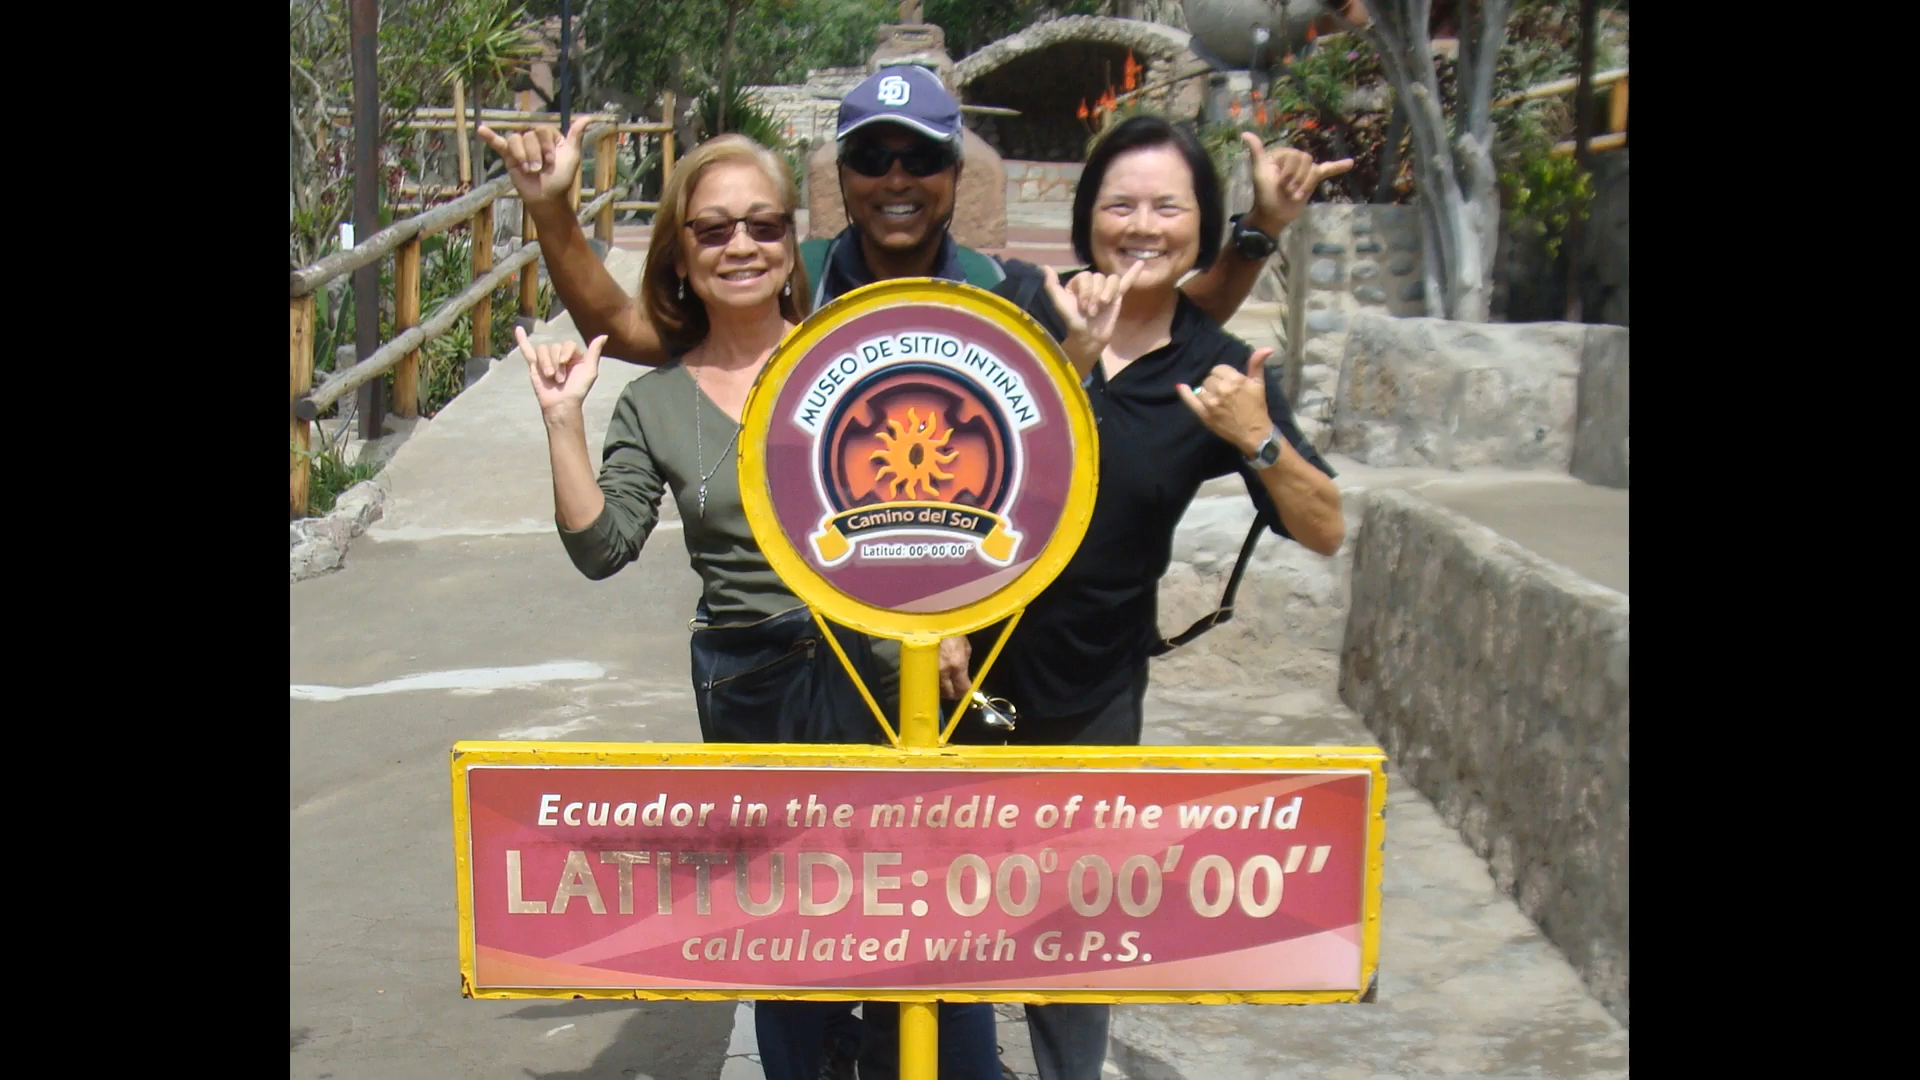 SD
MUSEO DE SITIO INTIÑAN
Camino del Sol
Latitud: 00° 00' 00''
Ecuador in the middle of the world
LATITUDE: 00° 00' 00''
calculated with G.P.S.